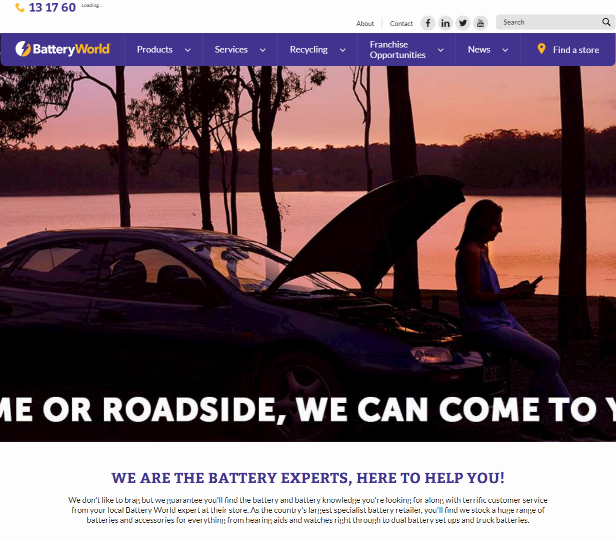 13 17 60 Loading...
About Contact Search
BatteryWorld Products Services Recycling Franchise Opportunities News Find a store
ME OR ROADSIDE, WE CAN COME TO Y
WE ARE THE BATTERY EXPERTS, HERE TO HELP YOU!
We don't like to brag but we guarantee you'll find the battery and battery knowledge you're looking for along with terrific customer service
from your local Battery World expert at their store. As the country's largest specialist battery retailer, you'll find we stock a huge range of
batteries and accessories for everything from hearing aids and watches right through to dual battery set ups and truck batteries.